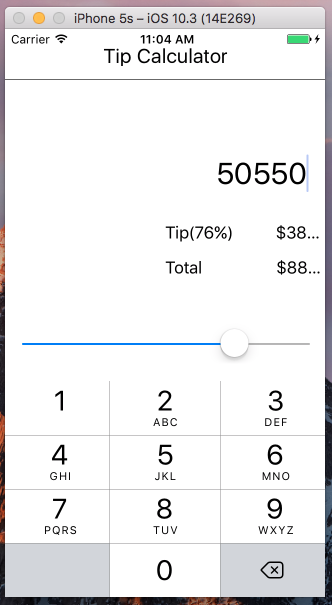 iPhone 5s – iOS 10.3 (14E269)
Carrier 11:04 AM
Tip Calculator
50550
Tip(76%) $38...
Total $88...
1 2 3
ABC DEF
4 5 6
GHI JKL MNO
7 8 9
PQRS TUV WXYZ
0